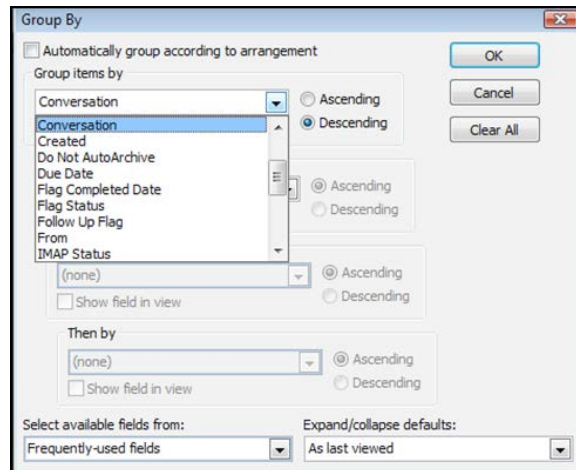 Group By
Automatically group according to arrangement
OK
Group items by
Conversation
Ascending
Cancel
Conversation
Descending
Clear All
Created
Do Not AutoArchive
Due Date
Flag Completed Date
Ascending
Flag Status
Descending
Follow Up Flag
From
IMAP Status
(none)
Ascending
Show field in view
Descending
Then by
(none)
Ascending
Show field in view
Descending
Select available fields from:
Expand/collapse defaults:
Frequently-used fields
As last viewed